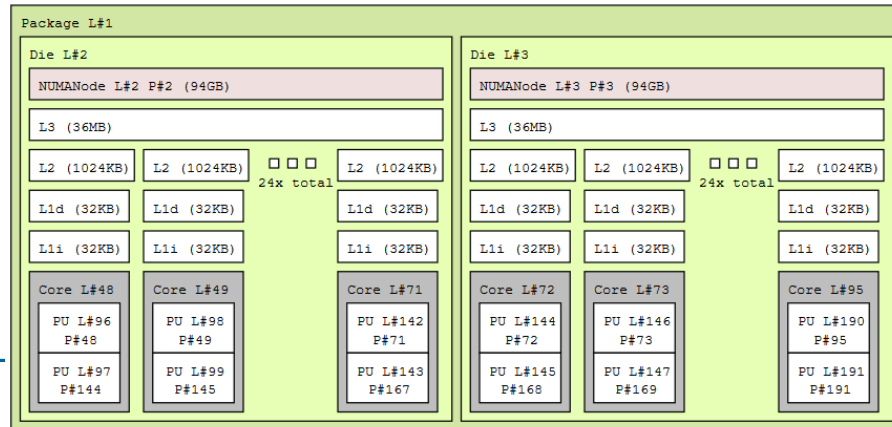 Package L#1
Die L#2
NUMANode L#2 P#2 (94GB)
L3 (36MB)
L2 (1024KB) L2 (1024KB) 24x total L2 (1024KB)
L1d (32KB) L1d (32KB) L1d (32KB)
L1i (32KB) L1i (32KB) L1i (32KB)
Core L#48 Core L#49 Core L#71
PU L#96 PU L#98 PU L#142
P#48 P#49 P#71
PU L#97 PU L#99 PU L#143
P#144 P#145 P#167
Die L#3
NUMANode L#3 P#3 (94GB)
L3 (36MB)
L2 (1024KB) L2 (1024KB) 24x total L2 (1024KB)
L1d (32KB) L1d (32KB) L1d (32KB)
L1i (32KB) L1i (32KB) L1i (32KB)
Core L#72 Core L#73 Core L#95
PU L#144 PU L#146 PU L#190
P#72 P#73 P#95
PU L#145 PU L#147 PU L#191
P#168 P#169 P#191